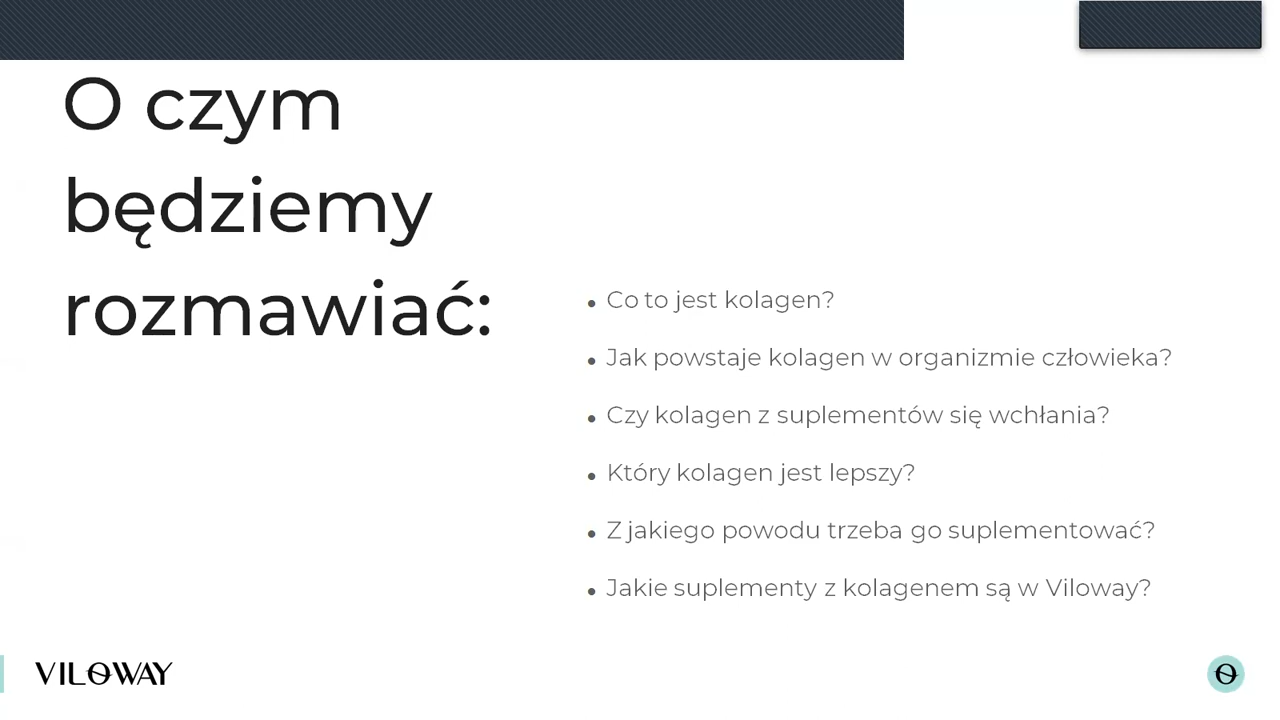 O czym
będziemy
rozmawiać:
• Co to jest kolagen?
• Jak powstaje kolagen w organizmie człowieka?
• Czy kolagen z suplementów się wchłania?
• Który kolagen jest lepszy?
• Z jakiego powodu trzeba go suplementować?
• Jakie suplementy z kolagenem są w Viloway?
VILOWAY